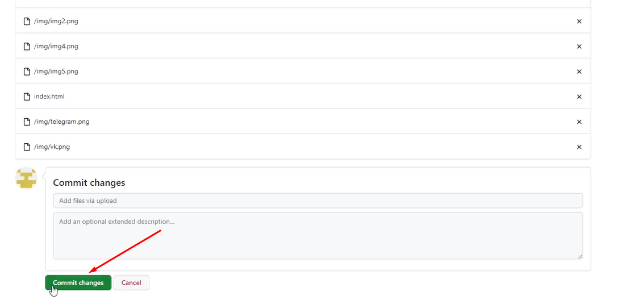 /img/img2.png
/img/img4.png
/img/img5.png
index.html
/img/telegram.png
/img/vk.png
Commit changes
Add files via upload
Add an optional extended description...
Commit changes Cancel